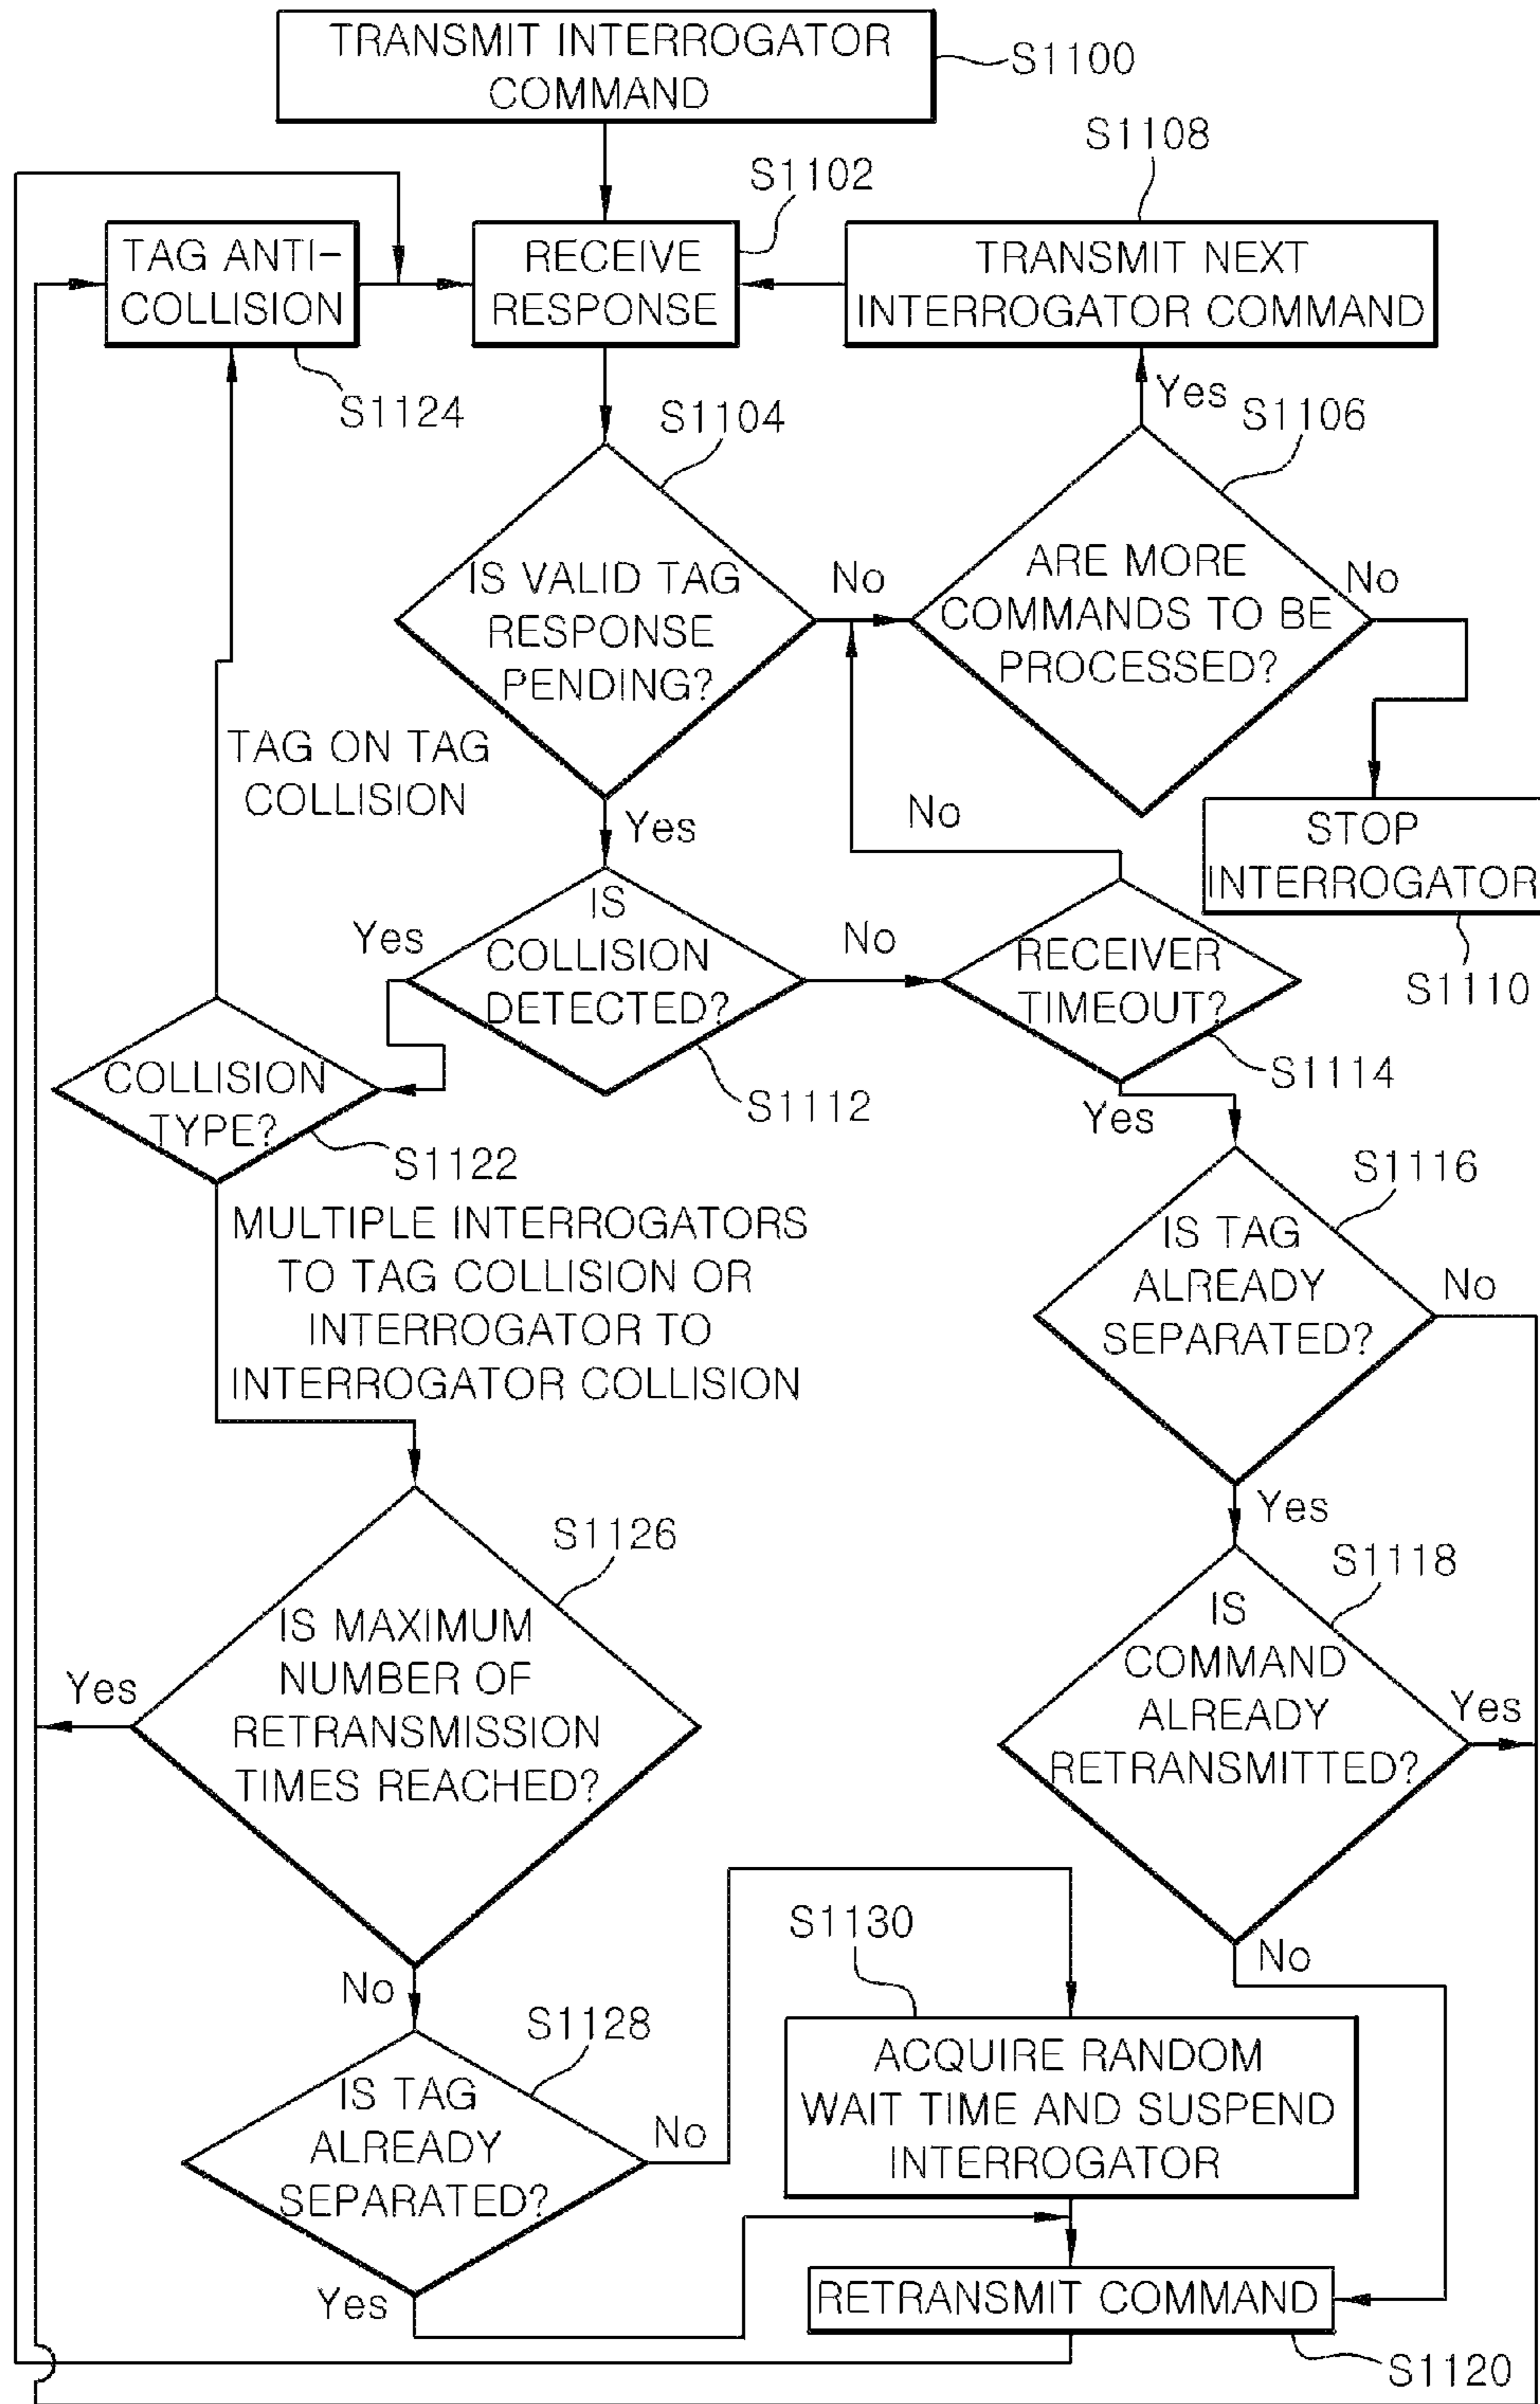 TRANSMIT INTERROGATOR
COMMAND
S1100
S1108
S1102
TAG ANTI-
COLLISION
RECEIVE
RESPONSE
TRANSMIT NEXT
INTERROGATOR COMMAND
S1124
S1104
Yes
S1106
IS VALID TAG
RESPONSE
PENDING?
No
ARE MORE
COMMANDS TO BE
PROCESSED?
No
TAG ON TAG
COLLISION
Yes
No
STOP
INTERROGATOR
S1110
Yes
IS
COLLISION
DETECTED?
No
RECEIVER
TIMEOUT?
S1114
S1112
COLLISION
TYPE?
S1122
Yes
S1116
MULTIPLE INTERROGATORS
TO TAG COLLISION OR
INTERROGATOR TO
INTERROGATOR COLLISION
IS TAG
ALREADY
SEPARATED?
No
Yes
S1126
S1118
IS MAXIMUM
NUMBER OF
RETRANSMISSION
TIMES REACHED?
Yes
IS
COMMAND
ALREADY
RETRANSMITTED?
Yes
S1130
No
No
S1128
IS TAG
ALREADY
SEPARATED?
No
ACQUIRE RANDOM
WAIT TIME AND SUSPEND
INTERROGATOR
Yes
RETRANSMIT COMMAND
S1120